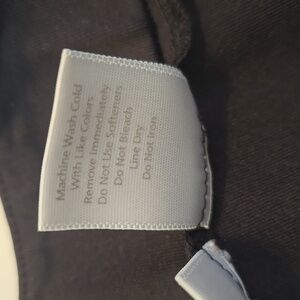 Machine Wash Cold
With Like Colors
Remove Immediately
Do Not Use Softeners
Do Not Bleach
Line Dry
Do Not Iron